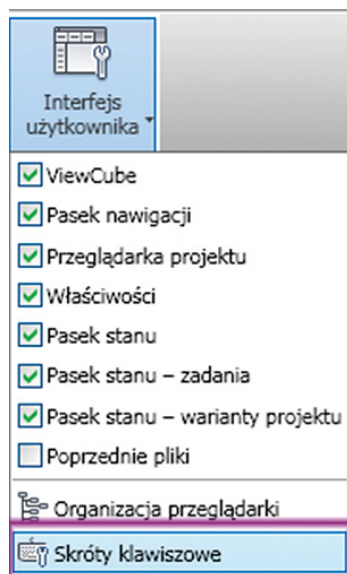 Interfejs
użytkownika
ViewCube
Pasek nawigacji
Przeglądarka projektu
Właściwości
Pasek stanu
Pasek stanu – zadania
Pasek stanu – warianty projektu
Poprzednie pliki
Organizacja przeglądarki
Skróty klawiszowe